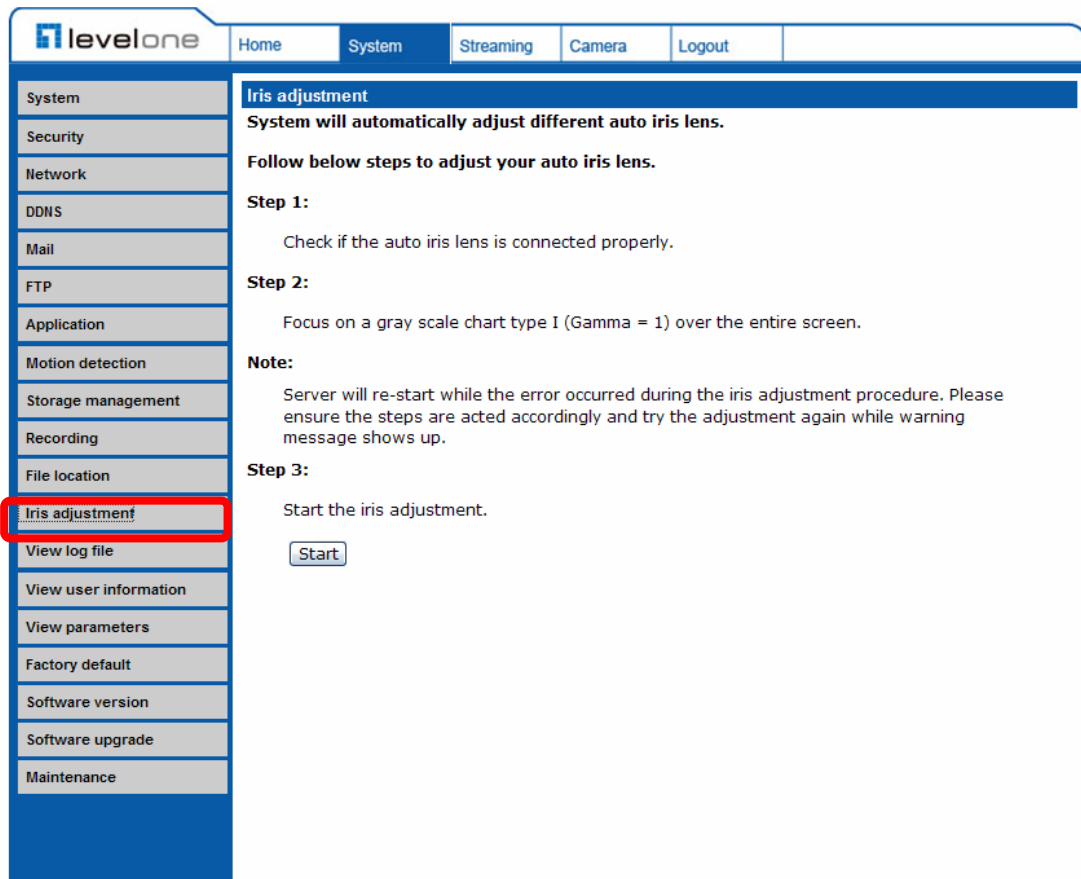 levelone
Home System Streaming Camera Logout
System
Security
Network
DDNS
Mail
FTP
Application
Motion detection
Storage management
Recording
File location
Iris adjustment
View log file
View user information
View parameters
Factory default
Software version
Software upgrade
Maintenance
Iris adjustment
System will automatically adjust different auto iris lens.
Follow below steps to adjust your auto iris lens.
Step 1:
Check if the auto iris lens is connected properly.
Step 2:
Focus on a gray scale chart type I (Gamma = 1) over the entire screen.
Note:
Server will re-start while the error occurred during the iris adjustment procedure. Please
ensure the steps are acted accordingly and try the adjustment again while warning
message shows up.
Step 3:
Start the iris adjustment.
Start